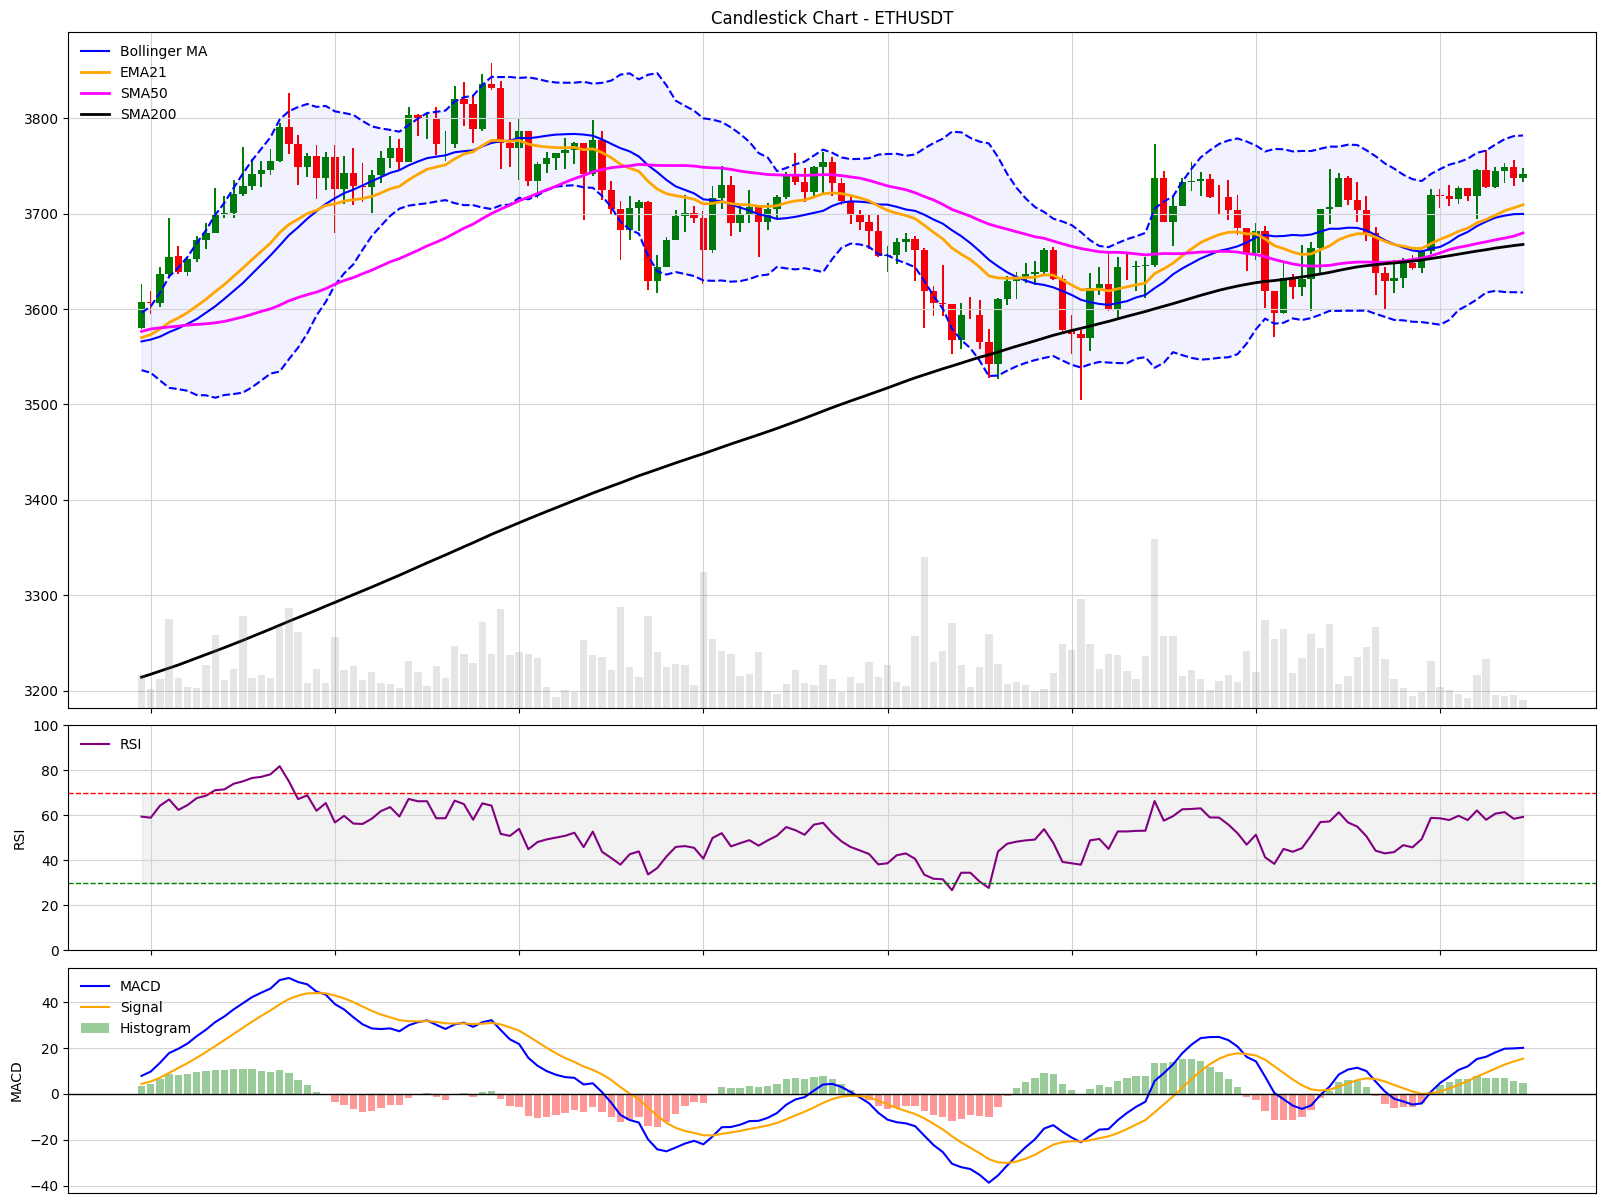 Candlestick Chart - ETHUSDT
Bollinger MA
EMA21
SMA50
SMA200
3800
3700
3600
3500
3400
3300
3200
RSI
100
80
60
40
20
0
RSI
MACD
Signal
Histogram
40
20
0
−20
−40
MACD